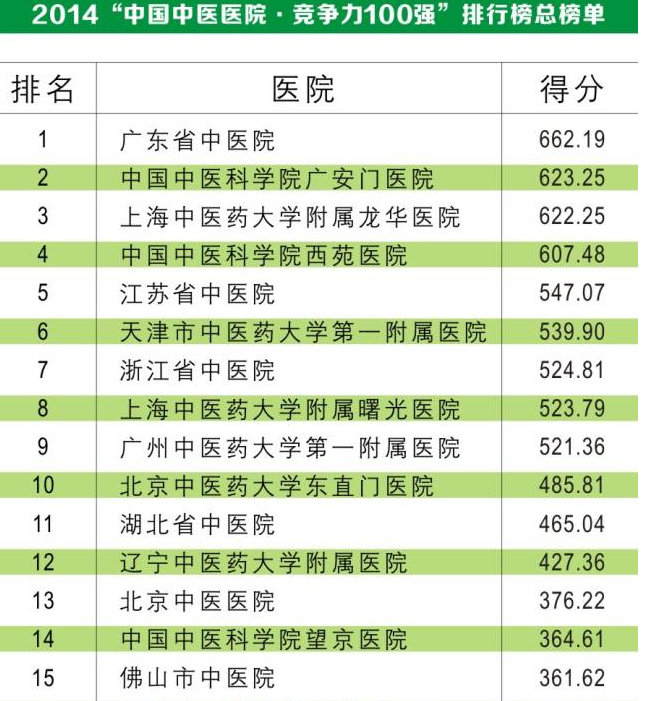 2014“中国中医医院·竞争力100强”排行榜总榜单
排名 医院 得分
1 广东省中医院 662.19
2 中国中医科学院广安门医院 623.25
3 上海中医药大学附属龙华医院 622.25
4 中国中医科学院西苑医院 607.48
5 江苏省中医院 547.07
6 天津市中医药大学第一附属医院 539.90
7 浙江省中医院 524.81
8 上海中医药大学附属曙光医院 523.79
9 广州中医药大学第一附属医院 521.36
10 北京中医药大学东直门医院 485.81
11 湖北省中医院 465.04
12 辽宁中医药大学附属医院 427.36
13 北京中医医院 376.22
14 中国中医科学院望京医院 364.61
15 佛山市中医院 361.62